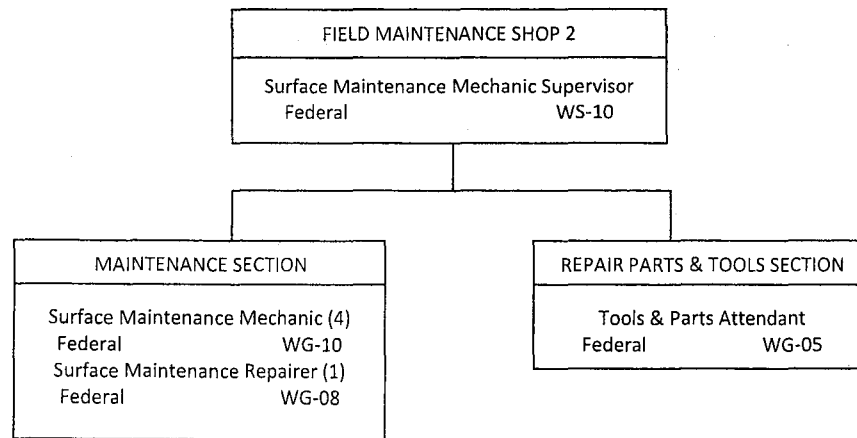 FIELD MAINTENANCE SHOP 2
Surface Maintenance Mechanic Supervisor
Federal WS-10
MAINTENANCE SECTION
Surface Maintenance Mechanic (4)
Federal WG-10
Surface Maintenance Repairer (1)
Federal WG-08
REPAIR PARTS & TOOLS SECTION
Tools & Parts Attendant
Federal WG-05